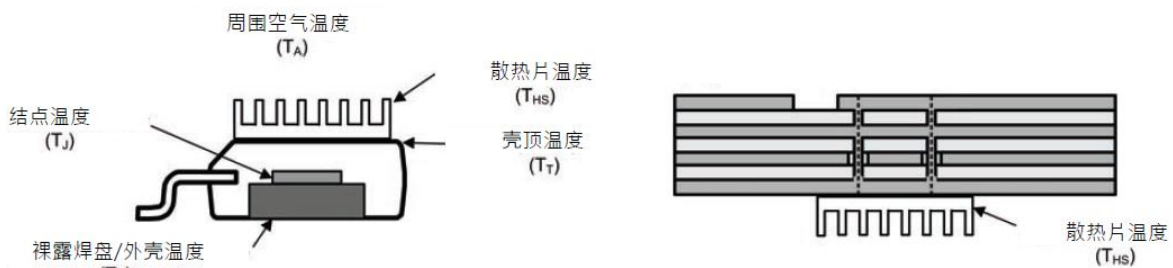 周围空气温度
(TA)
散热片温度
(THS)
结点温度
(TJ)
壳顶温度
(TT)
裸露焊盘/外壳温度
散热片温度
(THS)